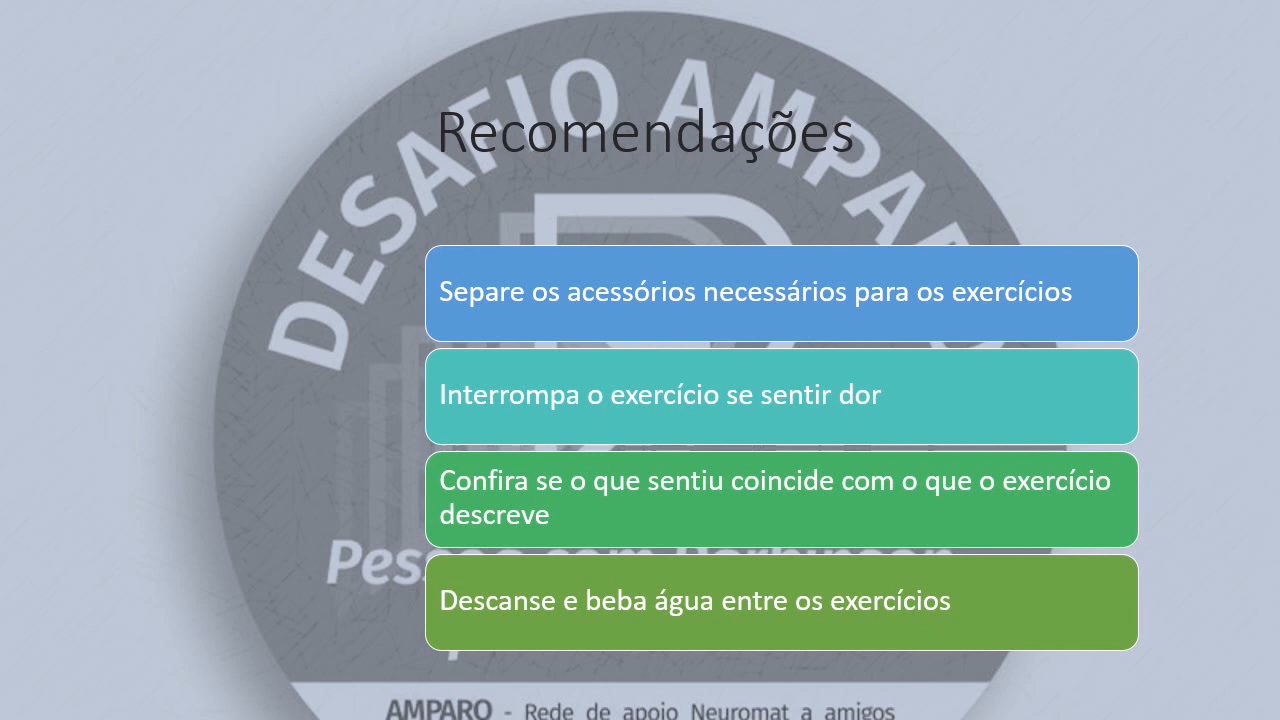 DESAFIO AMPARO
Recomendações
Separe os acessórios necessários para os exercícios
Interrompa o exercício se sentir dor
Confira se o que sentiu coincide com o que o exercício
descreve
Descanse e beba água entre os exercícios
AMPARO - Rede de apoio Neuromat a amigos